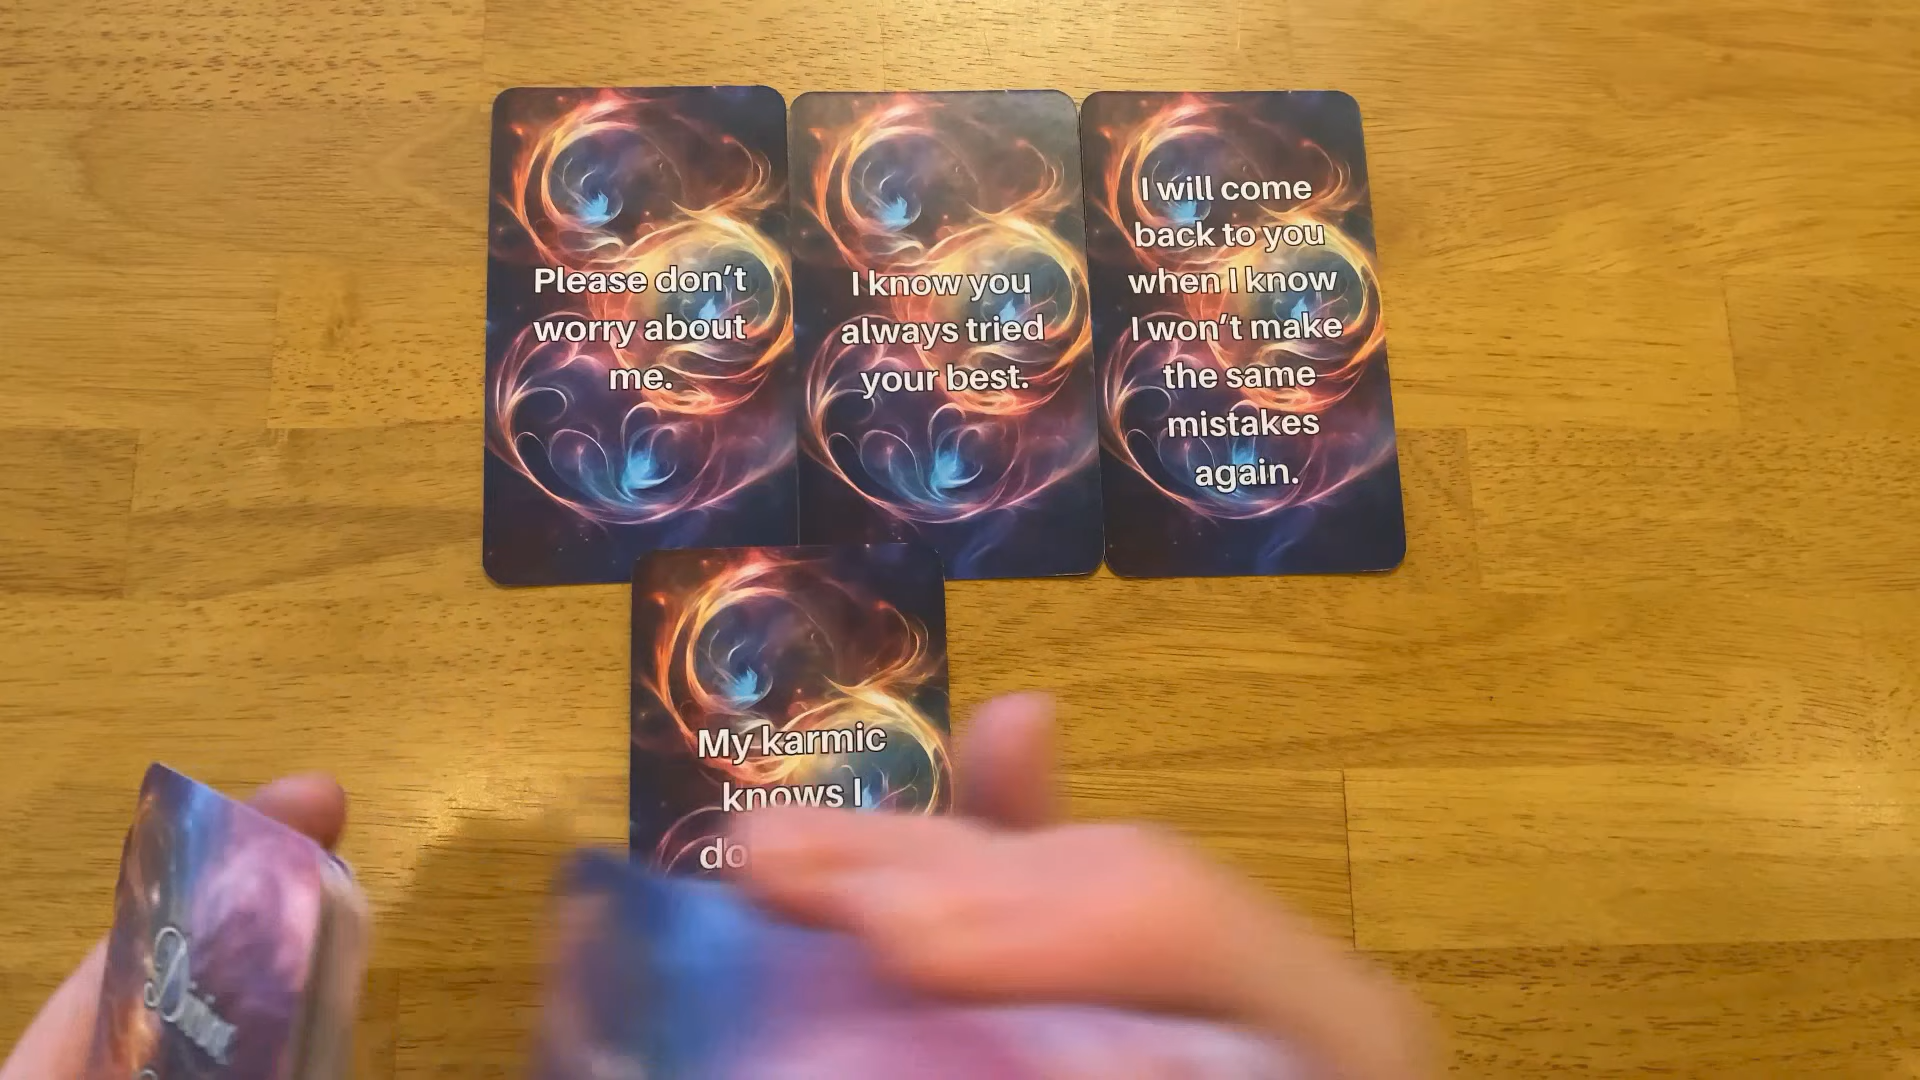 Please don't
worry about
me.
I know you
always tried
your best.
I will come
back to you
when I know
I won't make
the same
mistakes
again.
My karmic
knows I